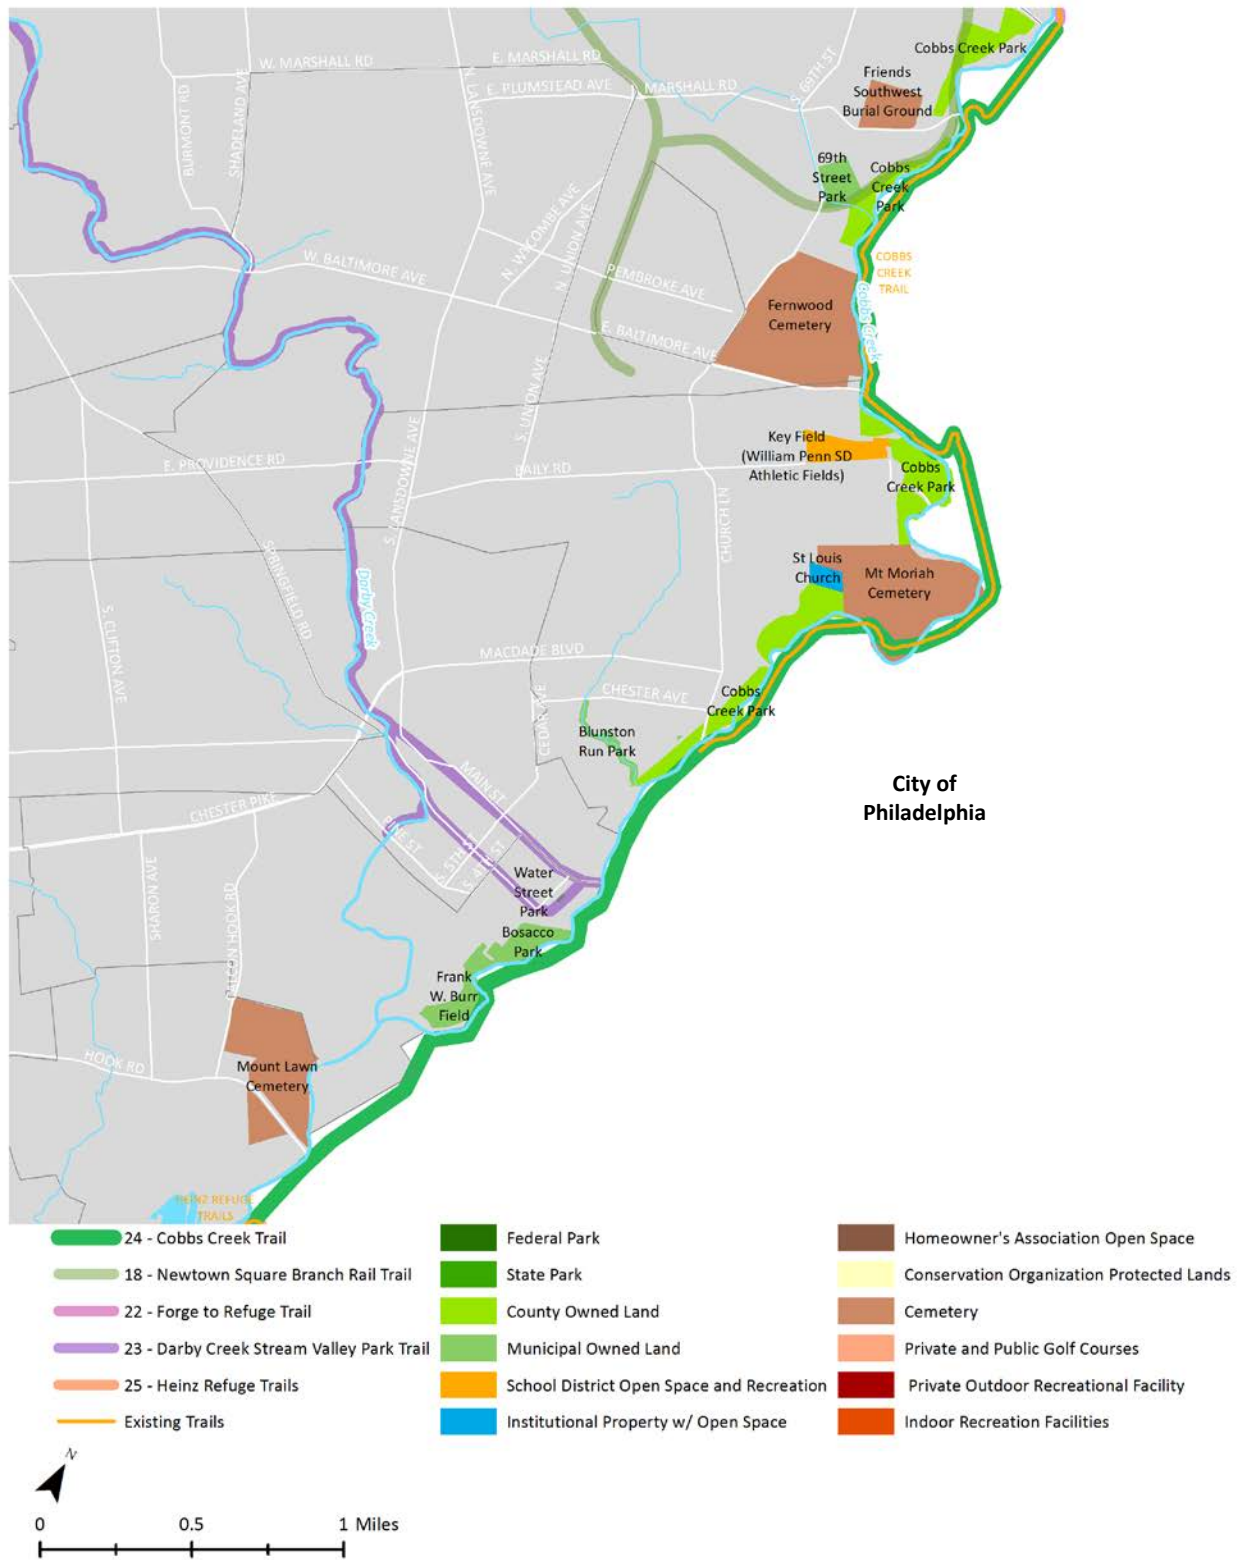 Cobbs Creek Park
W. MARSHALL RD
E. MARSHALL RD
E. PLUMSTEAD AVE
MARSHALL RD
S. 69TH ST
Friends
Southwest
Burial Ground
BURMONT RD
SHADELAND AVE
N. LANSDOWNE AVE
69th
Street
Park
Cobbs
Creek
Park
N. WYCOMBE AVE
N. UNION AVE
W. BALTIMORE AVE
PEMBROKE AVE
COBBS
CREEK
TRAIL
Cobbs Creek
Fernwood
Cemetery
E. BALTIMORE AVE
S. UNION AVE
Key Field
(William Penn SD
Athletic Fields)
Cobbs
Creek Park
E. PROVIDENCE RD
BAILY RD
S. LANSDOWNE AVE
CHURCH LN
SPRINGFIELD RD
St Louis
Church
Mt Moriah
Cemetery
Darby Creek
S. CLIFTON AVE
MACDADE BLVD
CHESTER AVE
Cobbs
Creek Park
CEDAR AVE
Blunston
Run Park
MAIN ST
City of
Philadelphia
CHESTER PIKE
PINE ST
S. 5TH ST
S. 4TH ST
Water
Street
Park
SHARON AVE
CALCON HOOK RD
Bosacco
Park
Frank
W. Burr
Field
HOOK RD
Mount Lawn
Cemetery
HEINZ REFUGE
TRAILS
24 - Cobbs Creek Trail
18 - Newtown Square Branch Rail Trail
22 - Forge to Refuge Trail
23 - Darby Creek Stream Valley Park Trail
25 - Heinz Refuge Trails
Existing Trails
Federal Park
State Park
County Owned Land
Municipal Owned Land
School District Open Space and Recreation
Institutional Property w/ Open Space
Homeowner's Association Open Space
Conservation Organization Protected Lands
Cemetery
Private and Public Golf Courses
Private Outdoor Recreational Facility
Indoor Recreation Facilities
N
0 0.5 1 Miles